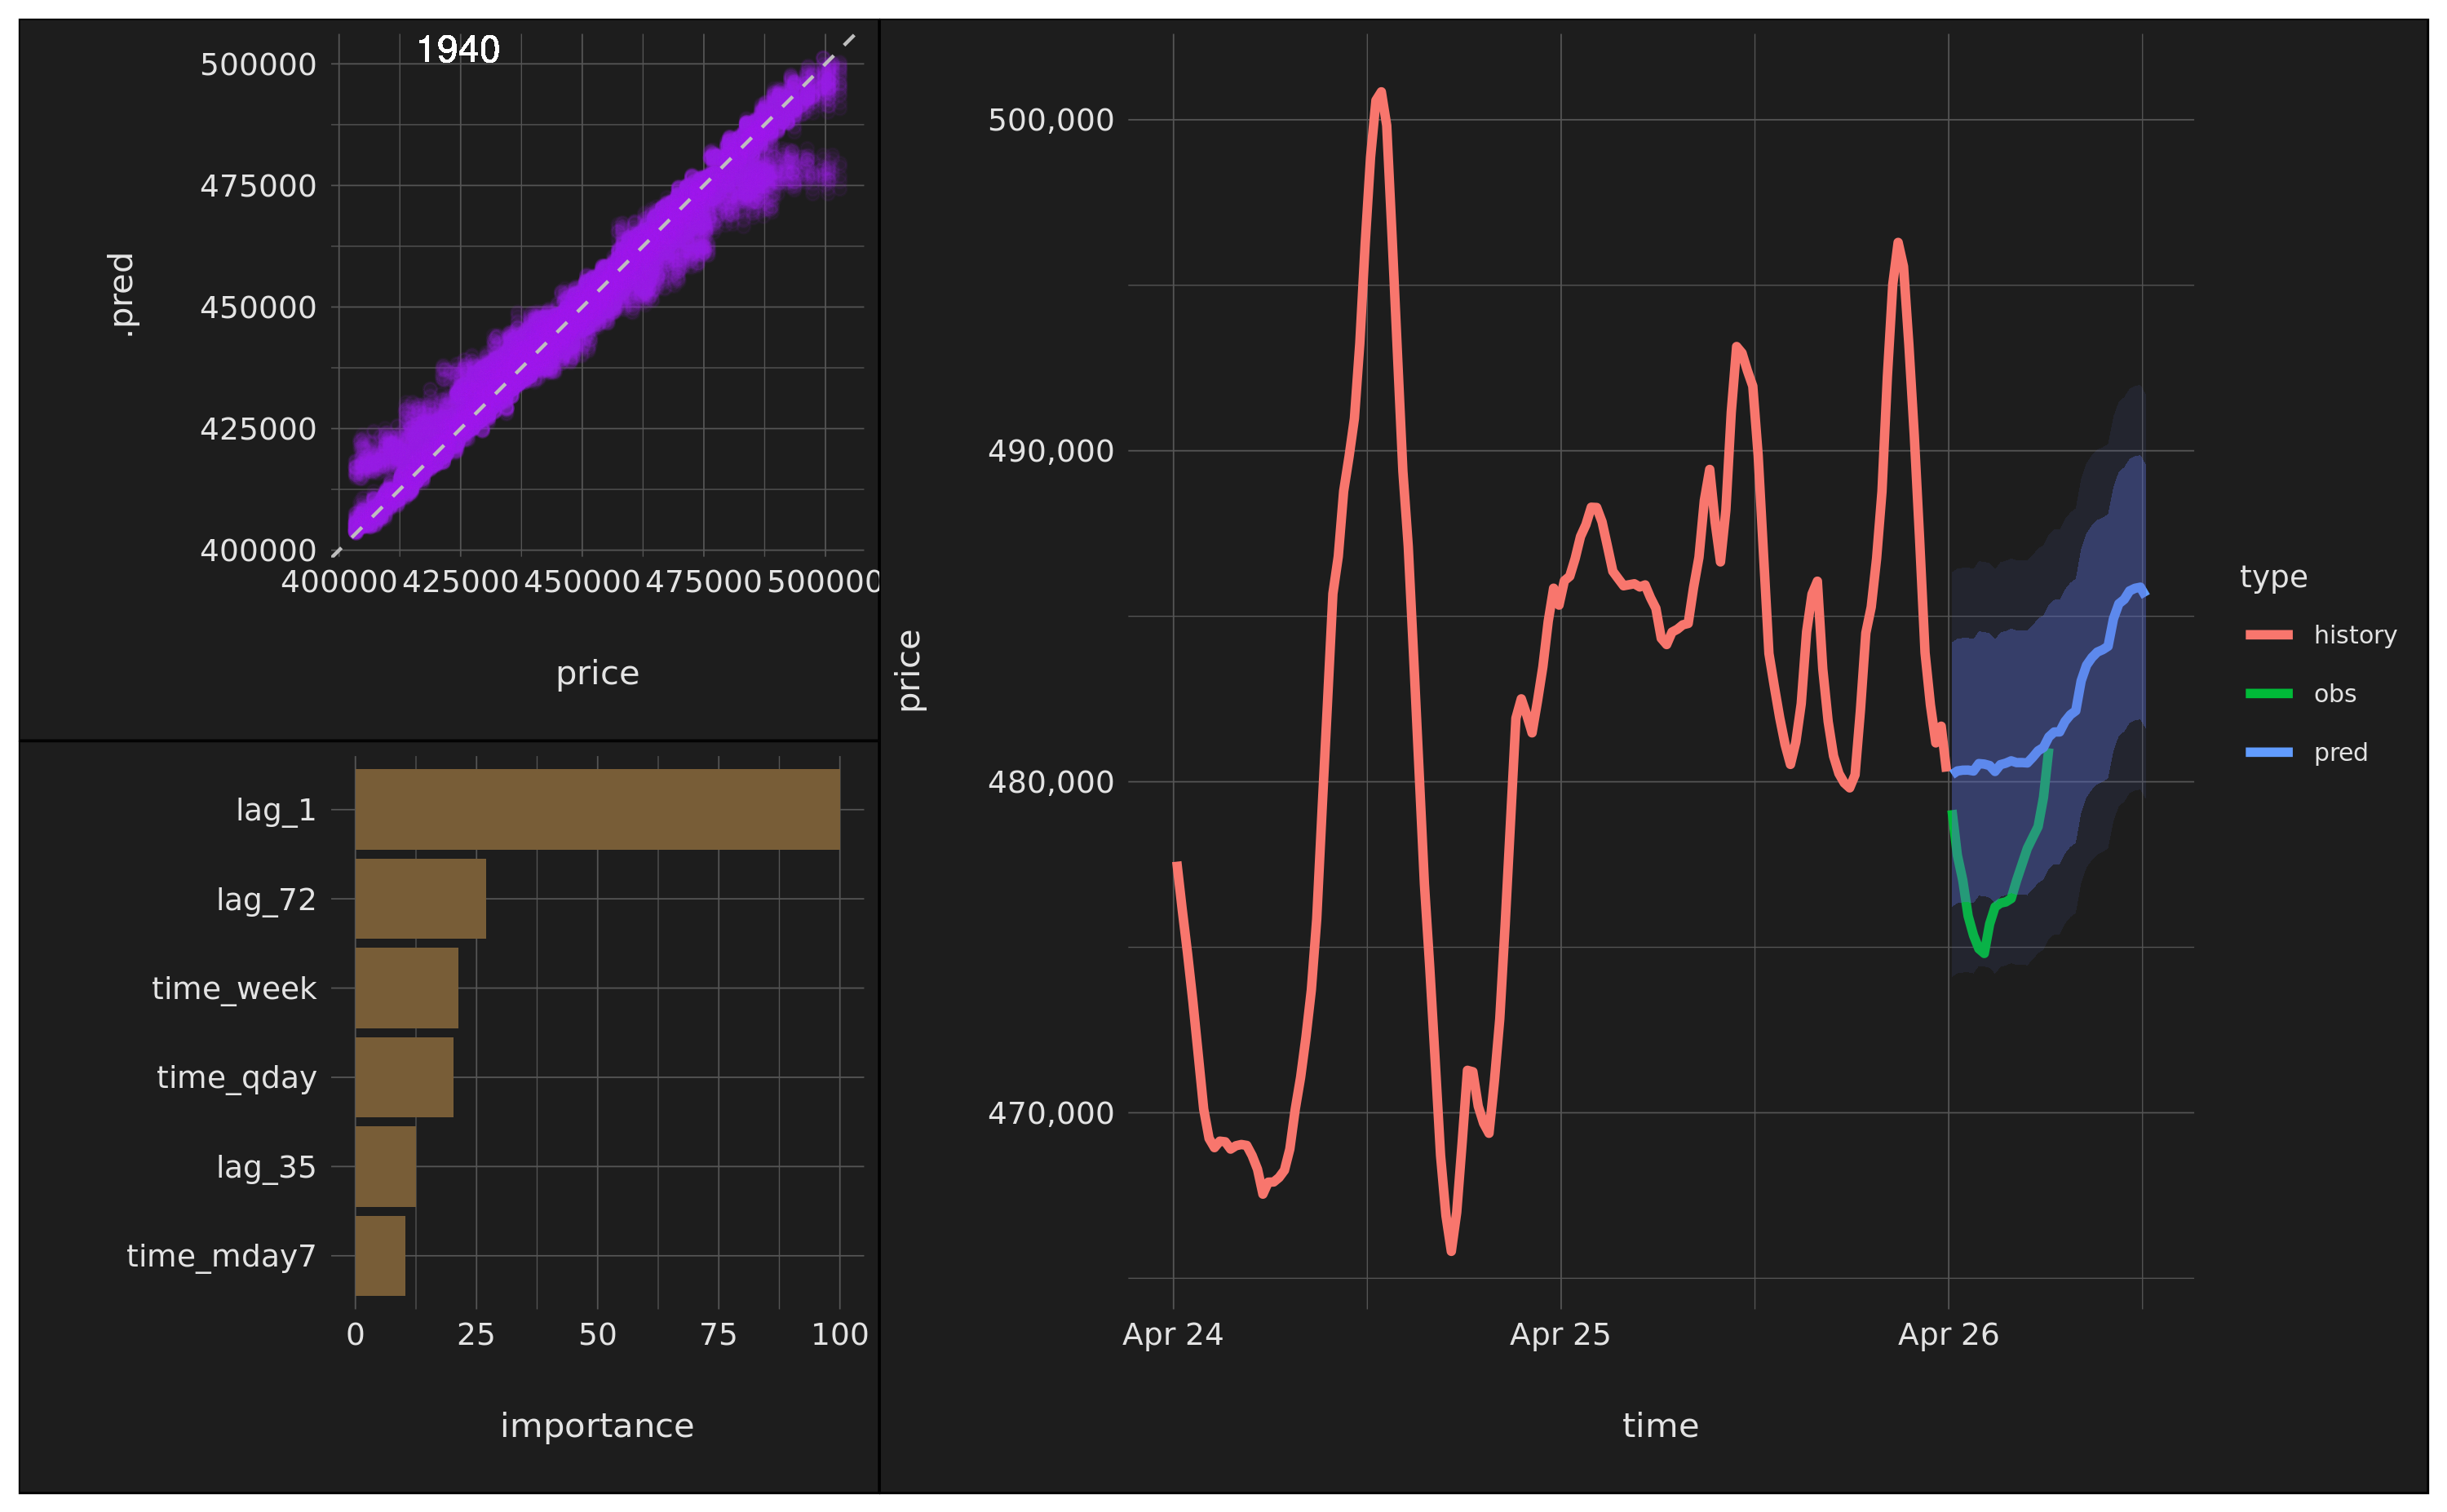 1940
500000
475000
450000
425000
400000
.pred
400000 425000 450000 475000 500000
price
lag_1
lag_72
time_week
time_qday
lag_35
time_mday7
0 25 50 75 100
importance
500,000
490,000
480,000
470,000
price
Apr 24 Apr 25 Apr 26
time
type
history
obs
pred